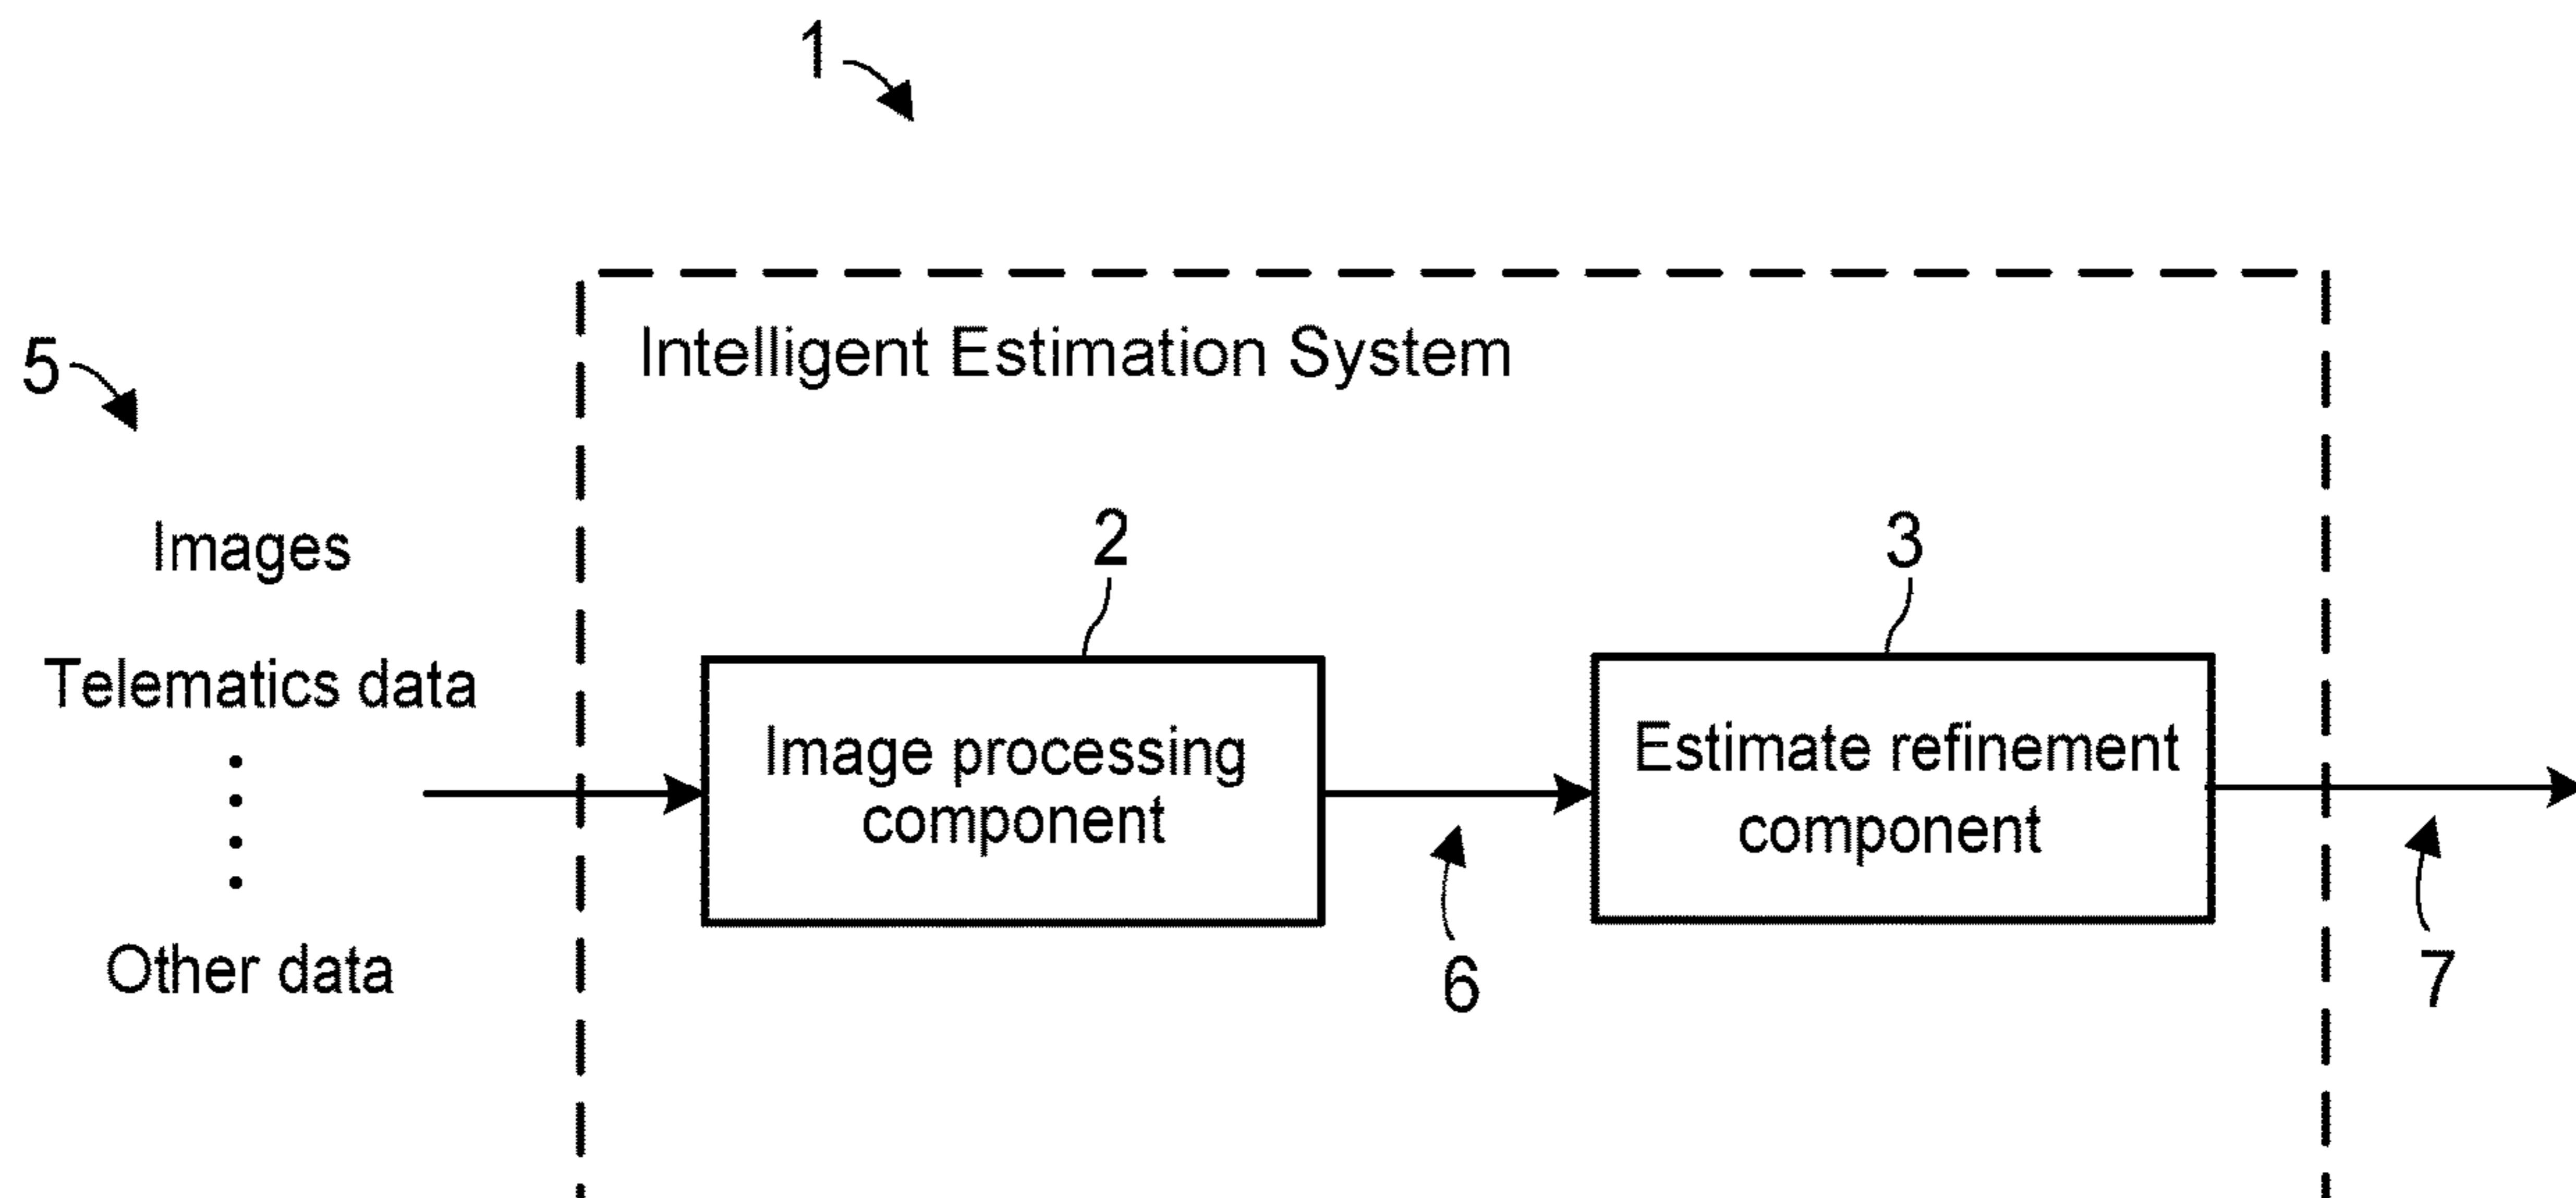 1
Intelligent Estimation System
5
Images
2
3
Telematics data
Image processing
component
Estimate refinement
component
Other data
6
7